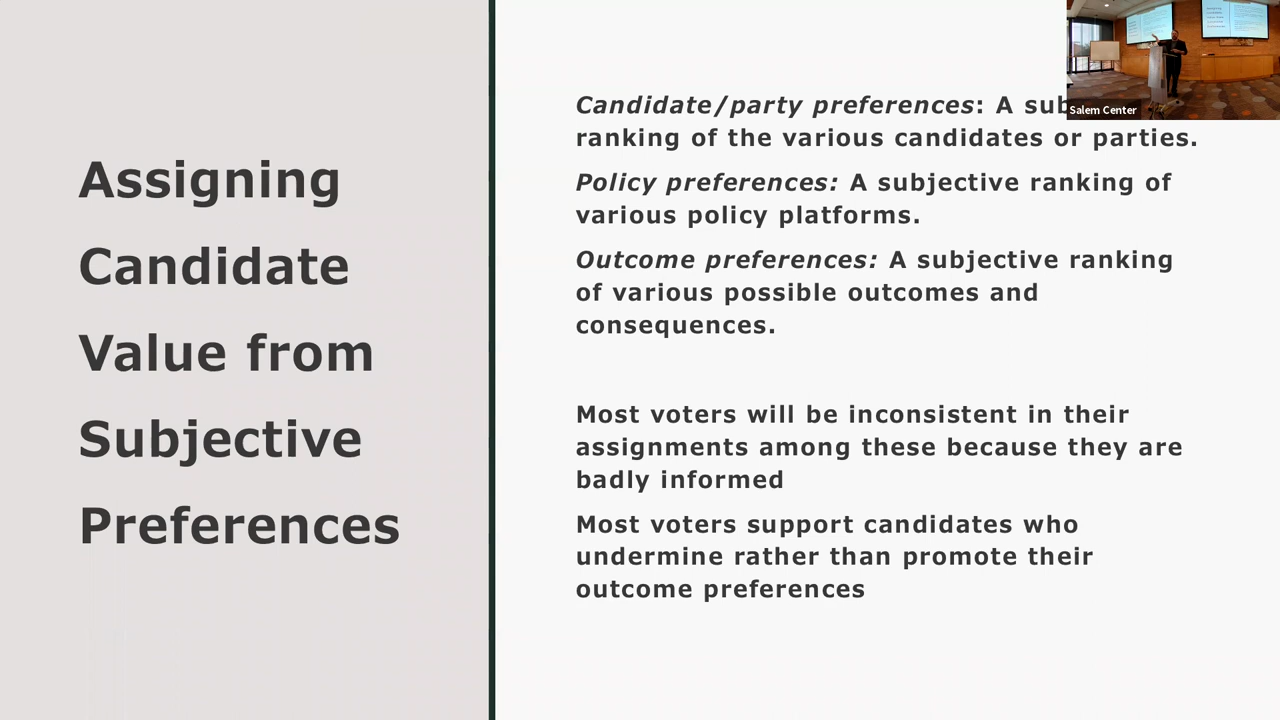 Assigning
Candidate
Value from
Subjective
Preferences
Candidate/party preferences: A
ranking of the various candidates or parties.
Policy preferences: A subjective ranking of
various policy platforms.
Outcome preferences: A subjective ranking
of various possible outcomes and
consequences.
Most voters will be inconsistent in their
assignments among these because they are
badly informed
Most voters support candidates who
undermine rather than promote their
outcome preferences
Salem Center